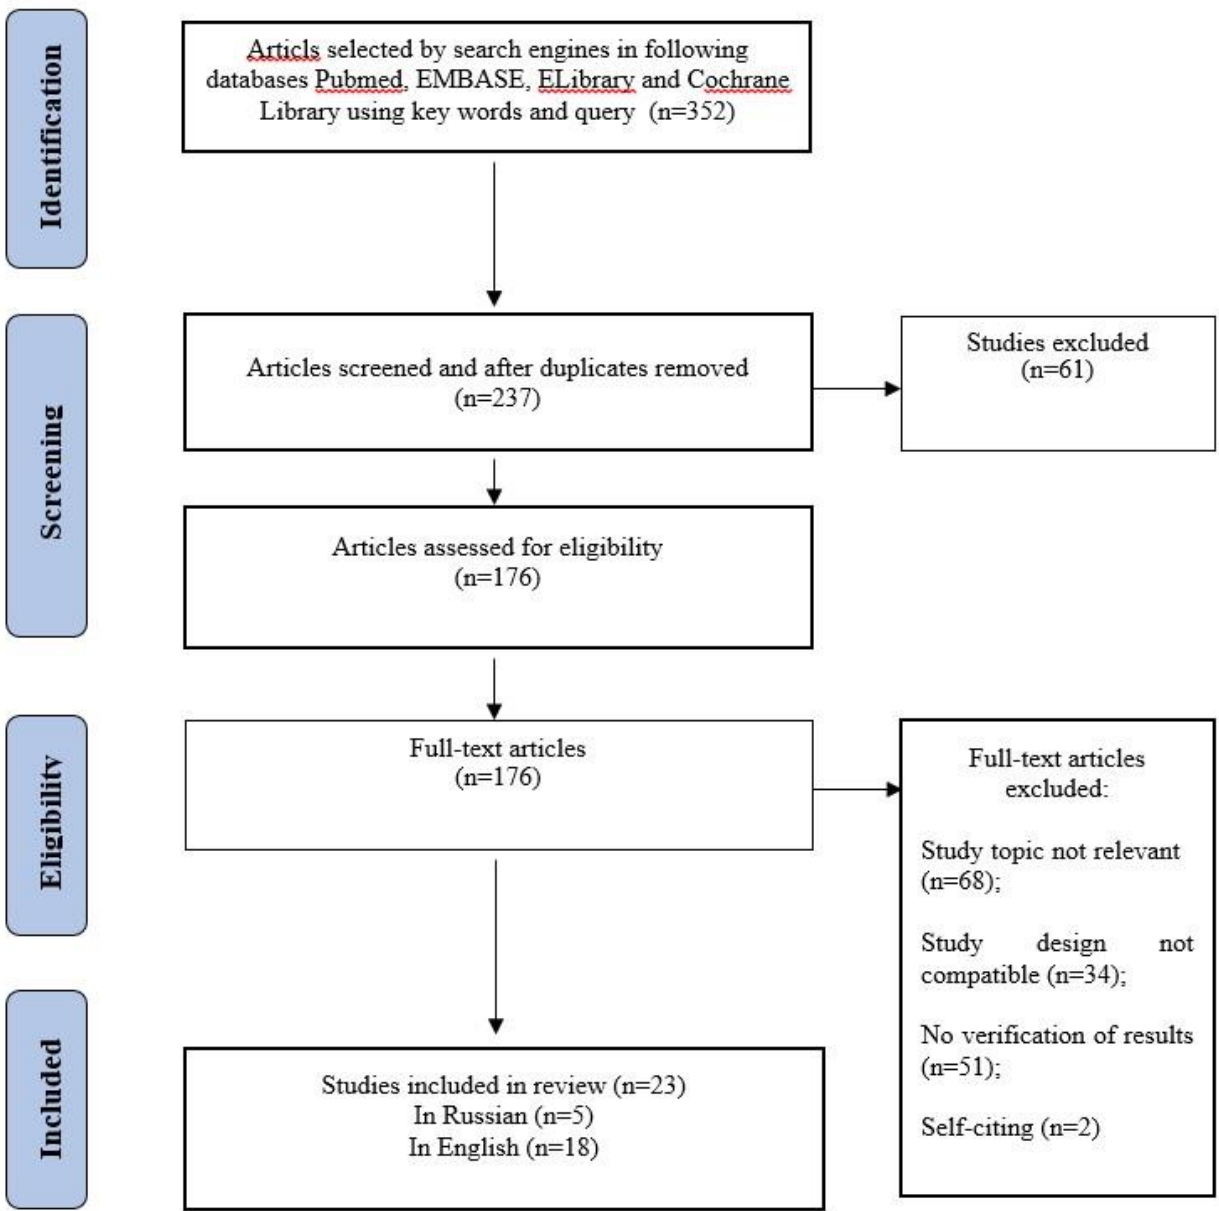 Identification
Articls selected by search engines in following
databases Pubmed, EMBASE, ELibrary and Cochrane
Library using key words and query (n=352)
Screening
Articles screened and after duplicates removed
(n=237)
Studies excluded
(n=61)
Articles assessed for eligibility
(n=176)
Eligibility
Full-text articles
(n=176)
Full-text articles
excluded:
Study topic not relevant
(n=68);
Study design not
compatible (n=34);
No verification of results
(n=51);
Self-citing (n=2)
Included
Studies included in review (n=23)
In Russian (n=5)
In English (n=18)